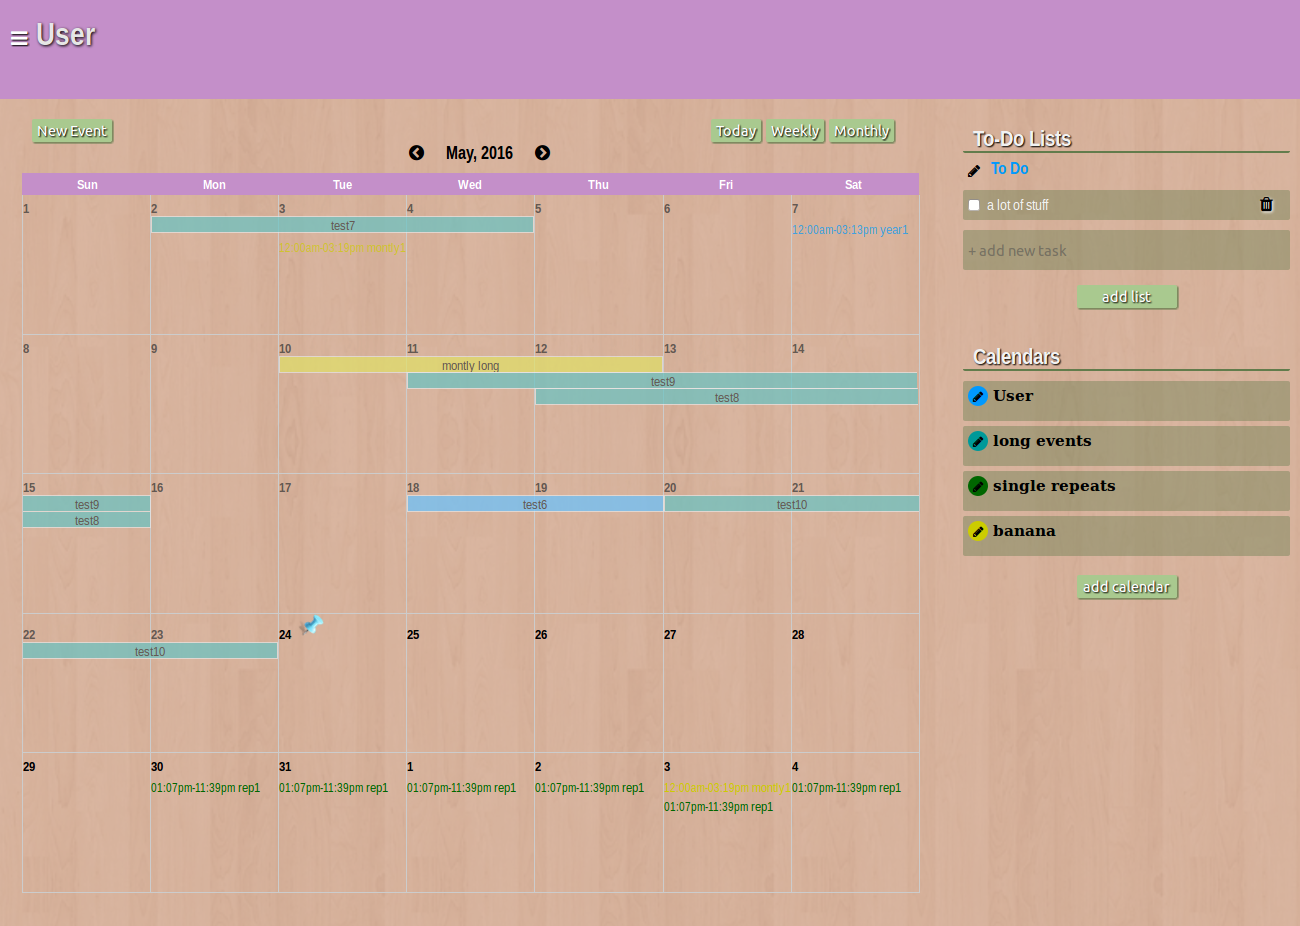 User
New Event
Today Weekly Monthly
May, 2016
Sun Mon Tue Wed Thu Fri Sat
1 2 3 4 5 6 7
test7
12:00am-03:13pm year1
8 9 10 11 12 13 14
montly long
test9
test8
15 16 17 18 19 20 21
test9 test6 test10
test8
22 23 24 25 26 27 28
test10
29 30 31 1 2 3 4
01:07pm-11:39pm rep1 01:07pm-11:39pm rep1 01:07pm-11:39pm rep1 01:07pm-11:39pm rep1 01:07pm-11:39pm rep1
01:07pm-11:39pm rep1
To-Do Lists
To Do
a lot of stuff
+ add new task
add list
Calendars
User
long events
single repeats
banana
add calendar